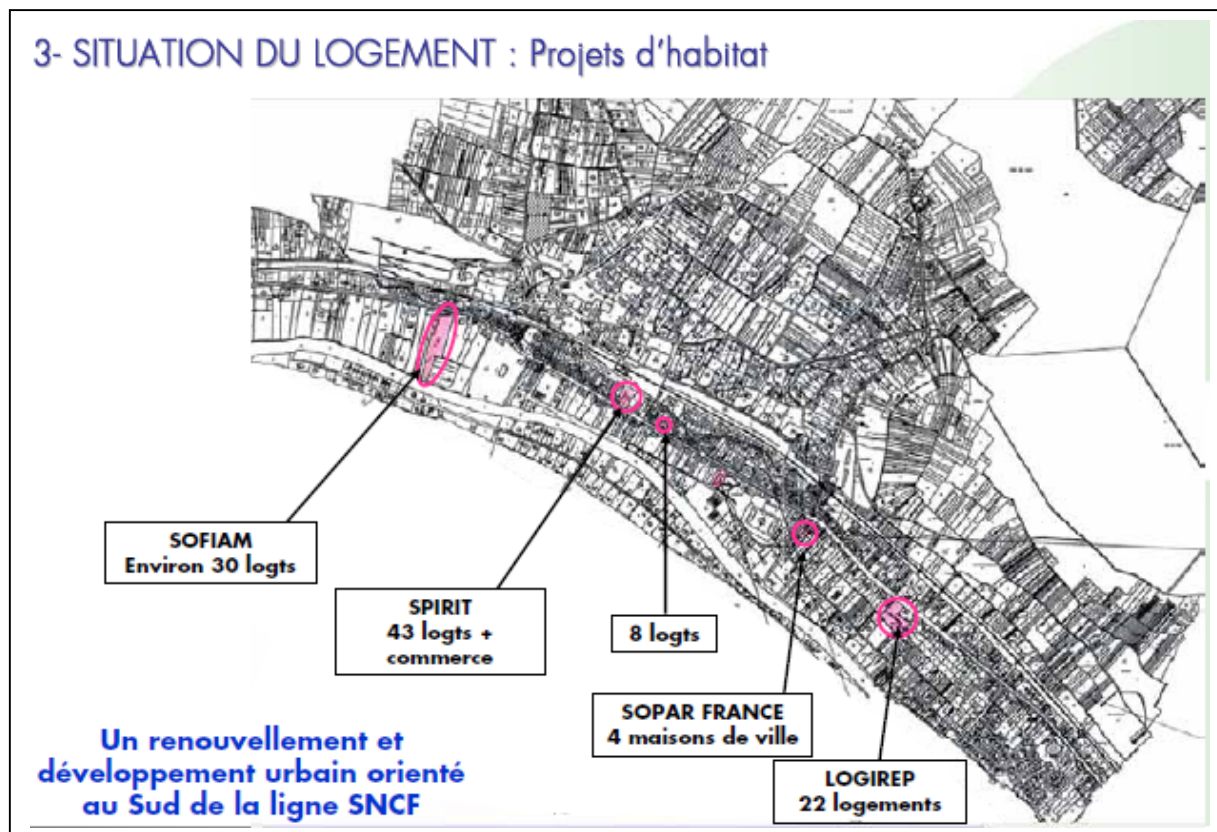 3- SITUATION DU LOGEMENT : Projets d'habitat
SOFIAM
Environ 30 logts
SPIRIT
43 logts +
commerce
8 logts
SOPAR FRANCE
4 maisons de ville
LOGIREP
22 logements
Un renouvellement et
développement urbain orienté
au Sud de la ligne SNCF